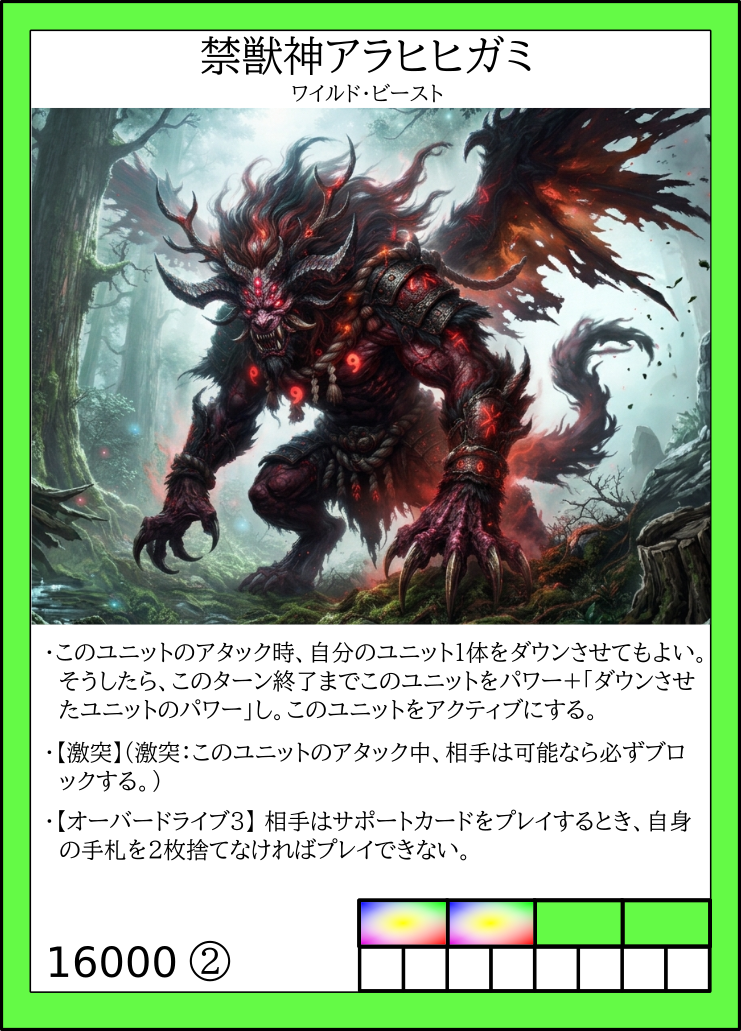 禁獣神アラヒヒガミ
ワイルド・ビースト
・このユニットのアタック時、自分のユニット1体をダウンさせてもよい。
そうしたら、このターン終了までこのユニットをパワー＋「ダウンさせ
たユニットのパワー」し。このユニットをアクティブにする。
・【激突】（激突：このユニットのアタック中、相手は可能なら必ずブロ
ックする。）
・【オーバードライブ3】 相手はサポートカードをプレイするとき、自身
の手札を2枚捨てなければプレイできない。
16000 ②